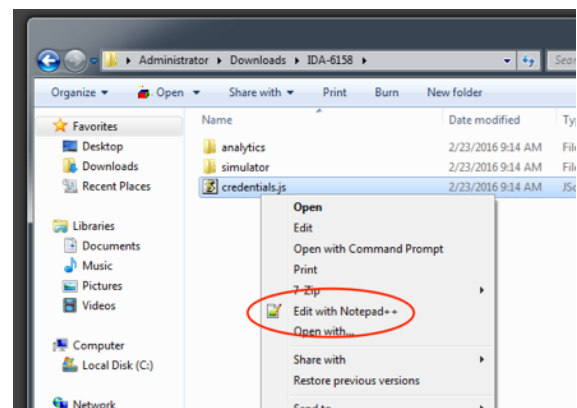 Administrator Downloads IDA-6158
Organize Open Share with Print Burn New folder
Name Date modified
Favorites
Desktop
Downloads
Recent Places
Libraries
Documents
Music
Pictures
Videos
Computer
Local Disk (C:)
Network
analytics 2/23/2016 9:14 AM
simulator 2/23/2016 9:14 AM
credentials.js 2/23/2016 9:14 AM
Open
Edit
Open with Command Prompt
Print
7-Zip
Edit with Notepad++
Open with...
Share with
Restore previous versions
Send to